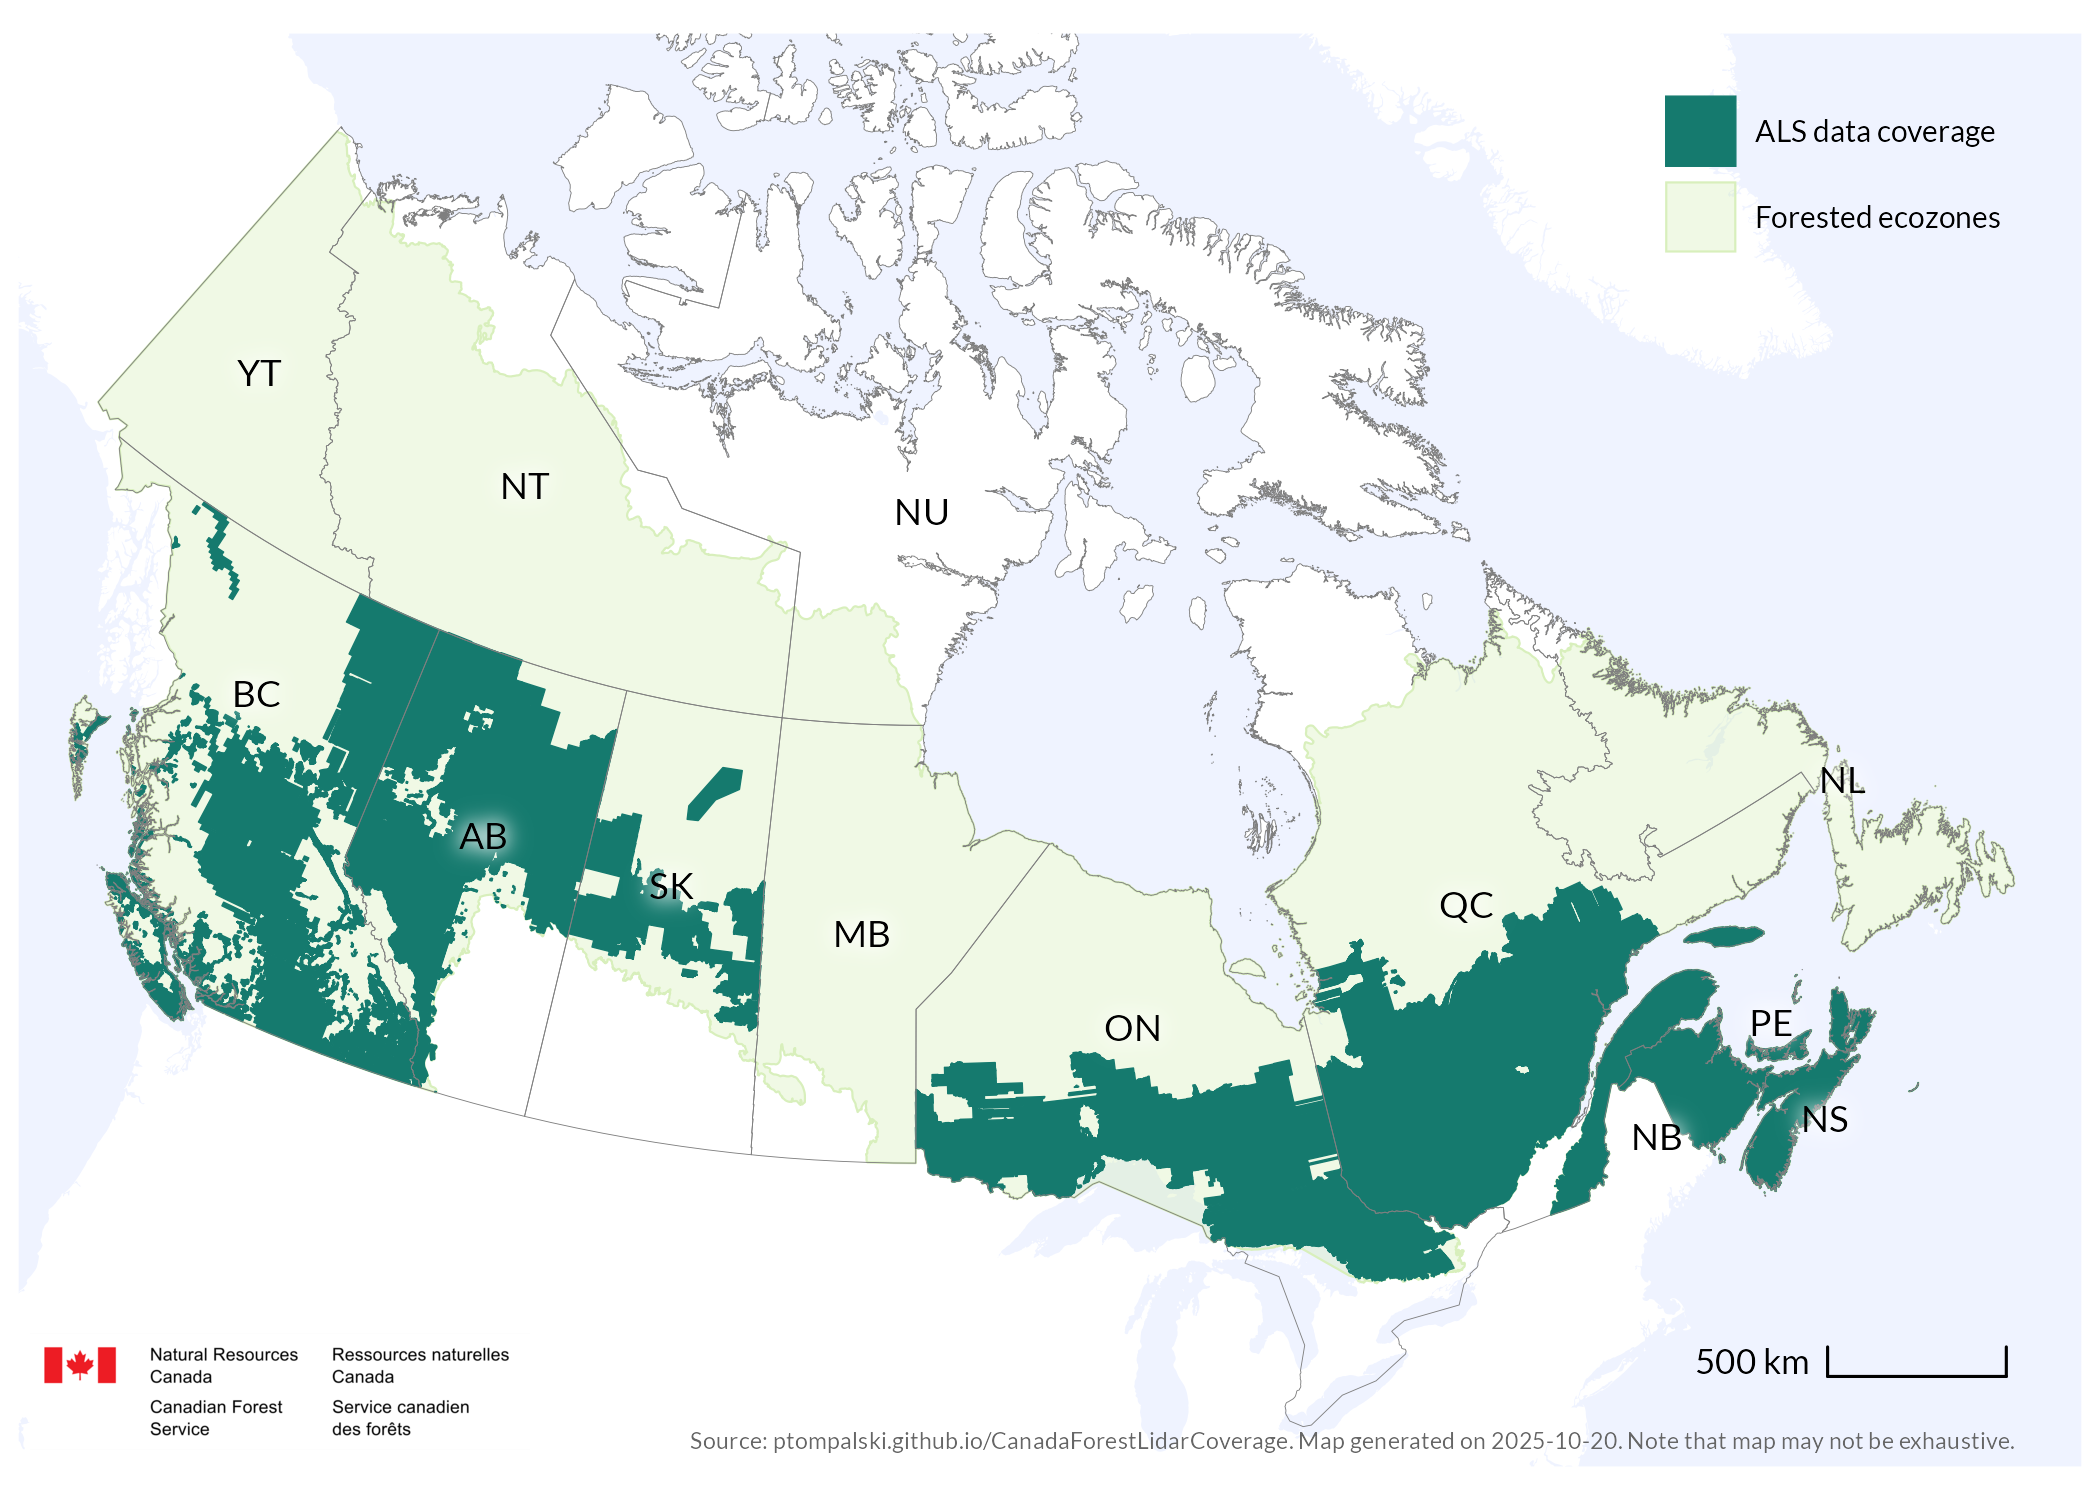 ALS data coverage
Forested ecozones
YT
NT
NU
BC
AB
SK
MB
ON
QC
NL
PE
NB
NS
500 km
Natural Resources
Canada
Canadian Forest
Service
Ressources naturelles
Canada
Service canadien
des forêts
Source: ptompalski.github.io/CanadaForestLidarCoverage. Map generated on 2025-10-20. Note that map may not be exhaustive.